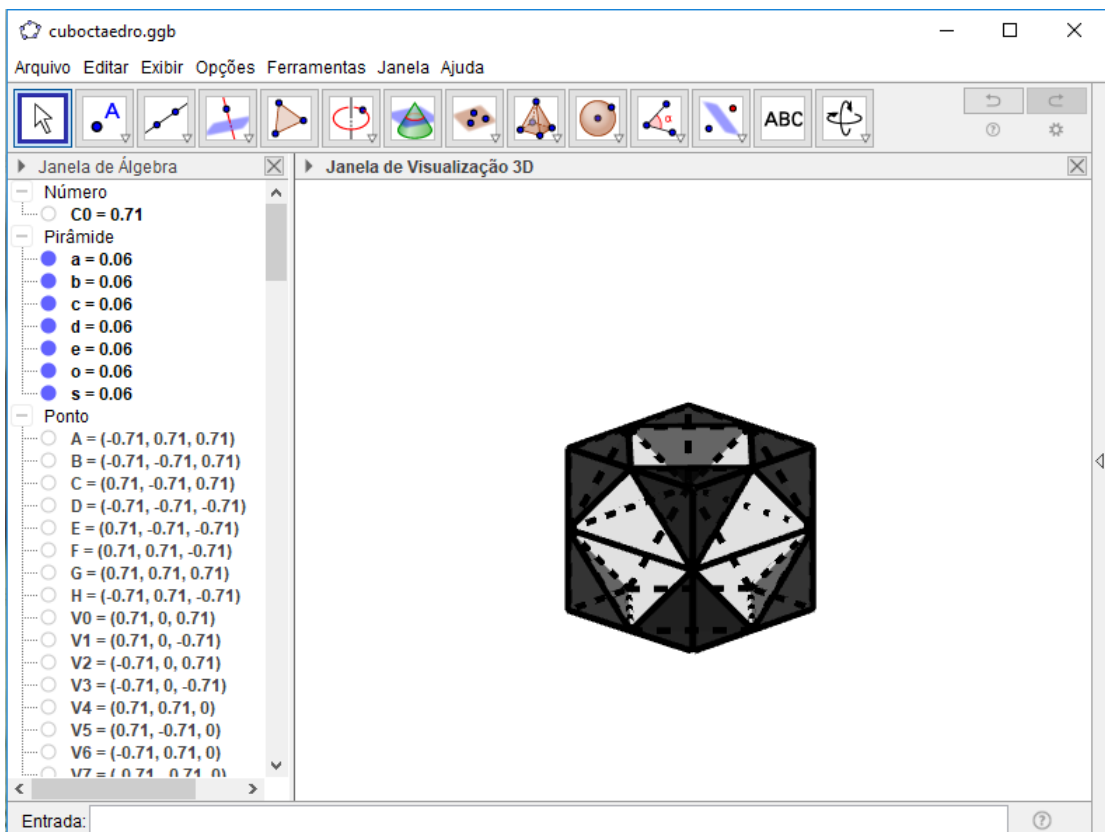 cuboctaedro.ggb
Arquivo Editar Exibir Opções Ferramentas Janela Ajuda
A
α
ABC
Janela de Álgebra
Janela de Visualização 3D
Número
C0 = 0.71
Pirâmide
a = 0.06
b = 0.06
c = 0.06
d = 0.06
e = 0.06
o = 0.06
s = 0.06
Ponto
A = (-0.71, 0.71, 0.71)
B = (-0.71, -0.71, 0.71)
C = (0.71, -0.71, 0.71)
D = (-0.71, -0.71, -0.71)
E = (0.71, -0.71, -0.71)
F = (0.71, 0.71, -0.71)
G = (0.71, 0.71, 0.71)
H = (-0.71, 0.71, -0.71)
V0 = (0.71, 0, 0.71)
V1 = (0.71, 0, -0.71)
V2 = (-0.71, 0, 0.71)
V3 = (-0.71, 0, -0.71)
V4 = (0.71, 0.71, 0)
V5 = (0.71, -0.71, 0)
V6 = (-0.71, 0.71, 0)
Entrada: